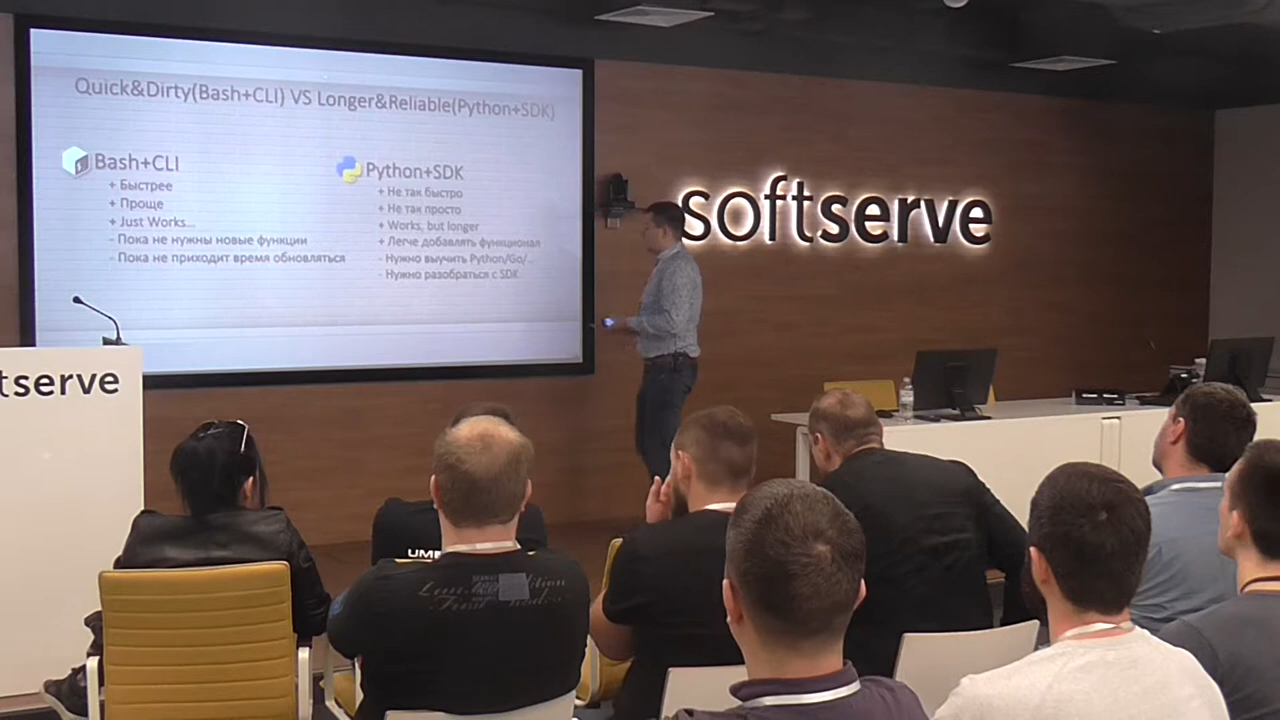 Quick&Dirty(Bash+CLI) VS Longer&Reliable(Python+SDK)
Bash+CLI
+ Быстрее
+ Проще
+ Just Works...
- Пока не нужны новые функции
- Пока не приходит время обновляться
Python+SDK
+ Не так быстро
+ Не так просто
+ Works, but longer
+ Легче добавлять функционал
- Нужно выучить Python/Go/..
- Нужно разобраться с SDK
softserve
tserve
UM